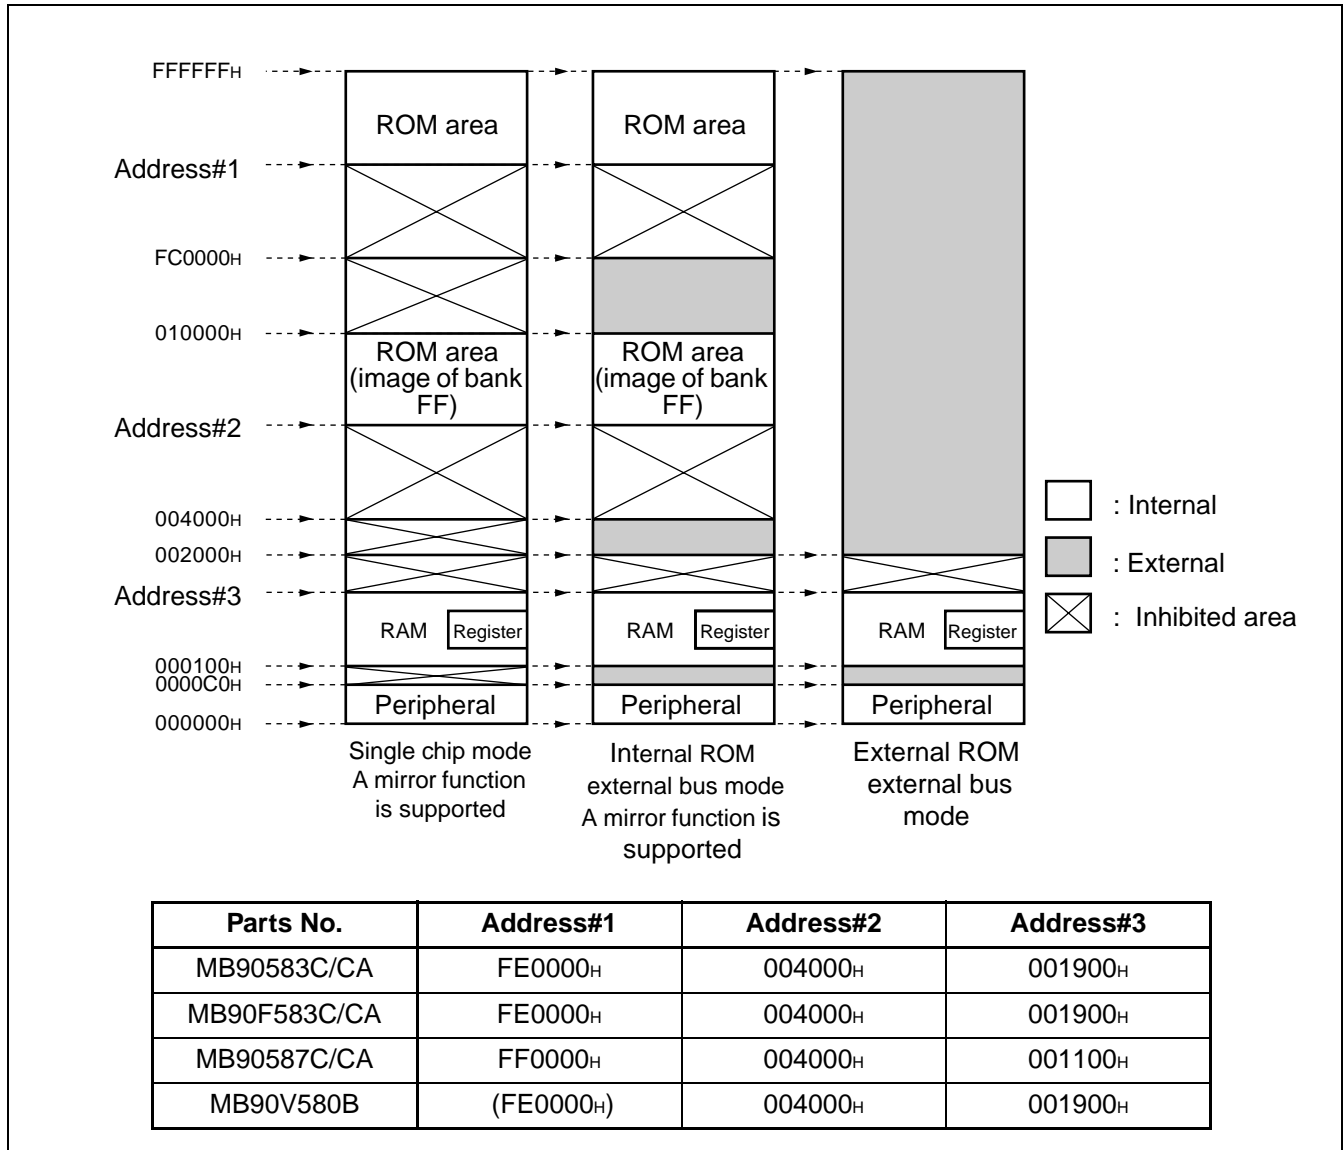 FFFFFFH
ROM area
ROM area
Address#1
FC0000H
010000H
ROM area
(image of bank
FF)
ROM area
(image of bank
FF)
Address#2
004000H
002000H
Address#3
RAM Register
RAM Register
RAM Register
000100H
0000C0H
000000H
Peripheral
Peripheral
Peripheral
: Internal
: External
: Inhibited area
Single chip mode
A mirror function
is supported
Internal ROM
external bus mode
A mirror function is
supported
External ROM
external bus
mode
Parts No. Address#1 Address#2 Address#3
MB90583C/CA FE0000H 004000H 001900H
MB90F583C/CA FE0000H 004000H 001900H
MB90587C/CA FF0000H 004000H 001100H
MB90V580B (FE0000H) 004000H 001900H